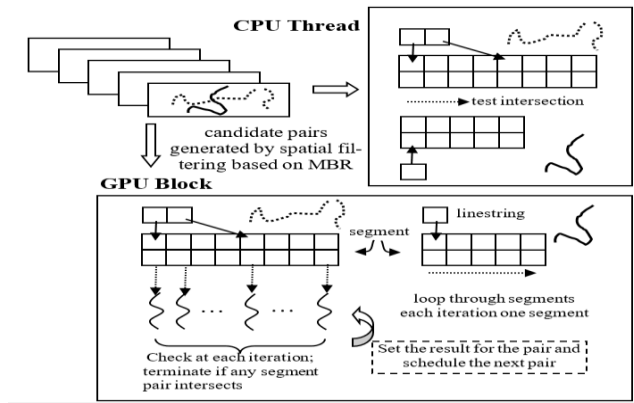 CPU Thread
test intersection
candidate pairs
generated by spatial fil-
tering based on MBR
GPU Block
segment
linestring
loop through segments
each iteration one segment
Check at each iteration;
terminate if any segment
pair intersects
Set the result for the pair and
schedule the next pair